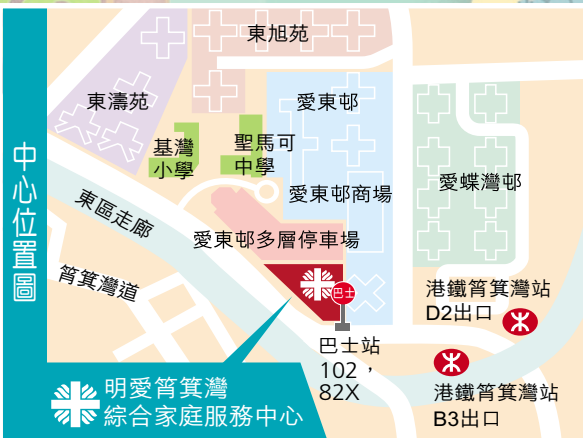 中心位置圖
東旭苑
東濤苑
愛東邨
基灣
小學
聖馬可
中學
愛東邨商場
愛蝶灣邨
東區走廊
愛東邨多層停車場
筲箕灣道
巴士
巴士站
102，
82X
港鐵筲箕灣站
D2出口
港鐵筲箕灣站
B3出口
明愛筲箕灣
綜合家庭服務中心